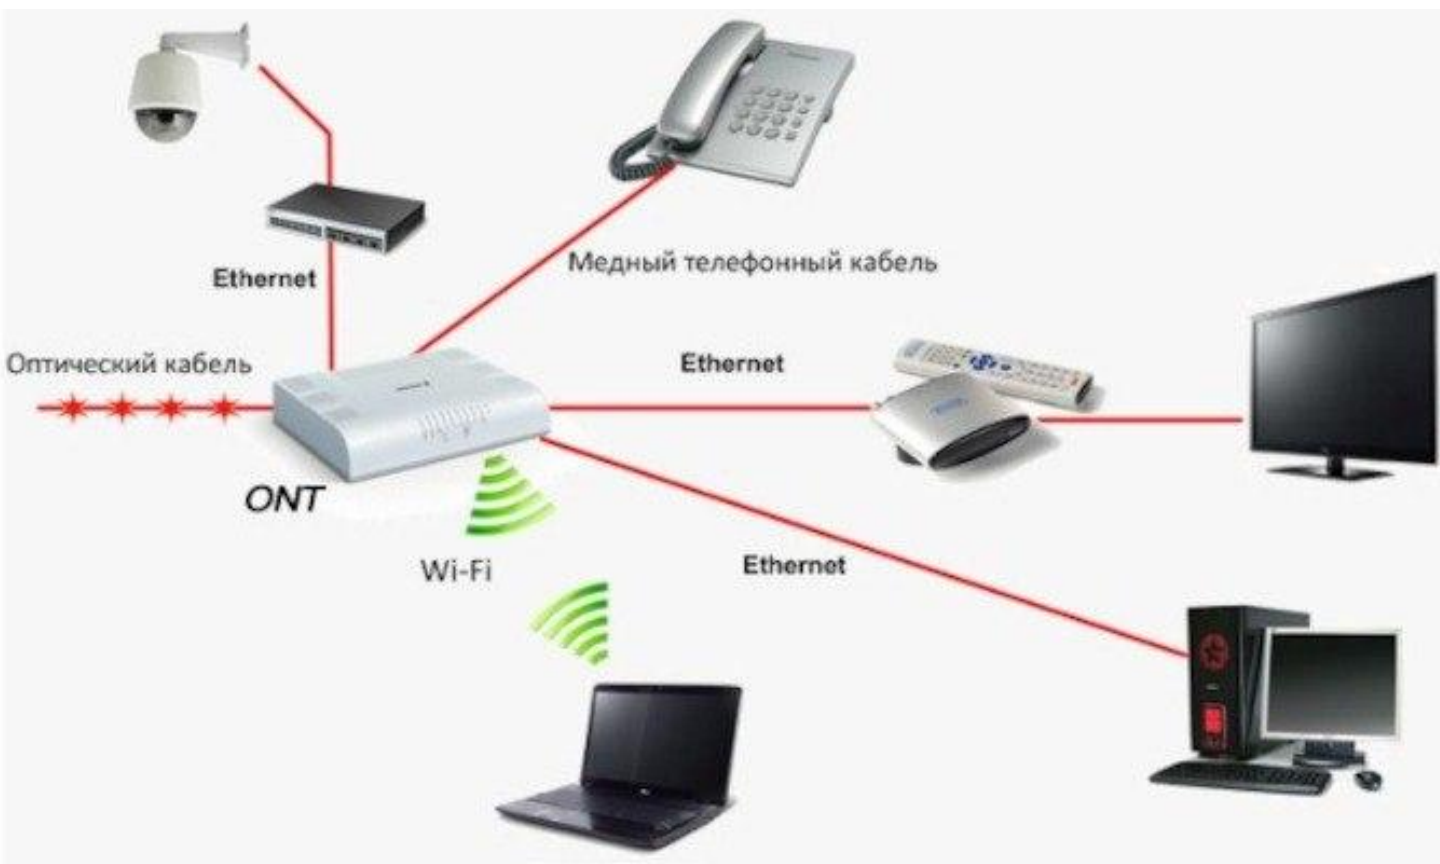 Ethernet
Медный телефонный кабель
Оптический кабель
Ethernet
ONT
Wi-Fi
Ethernet